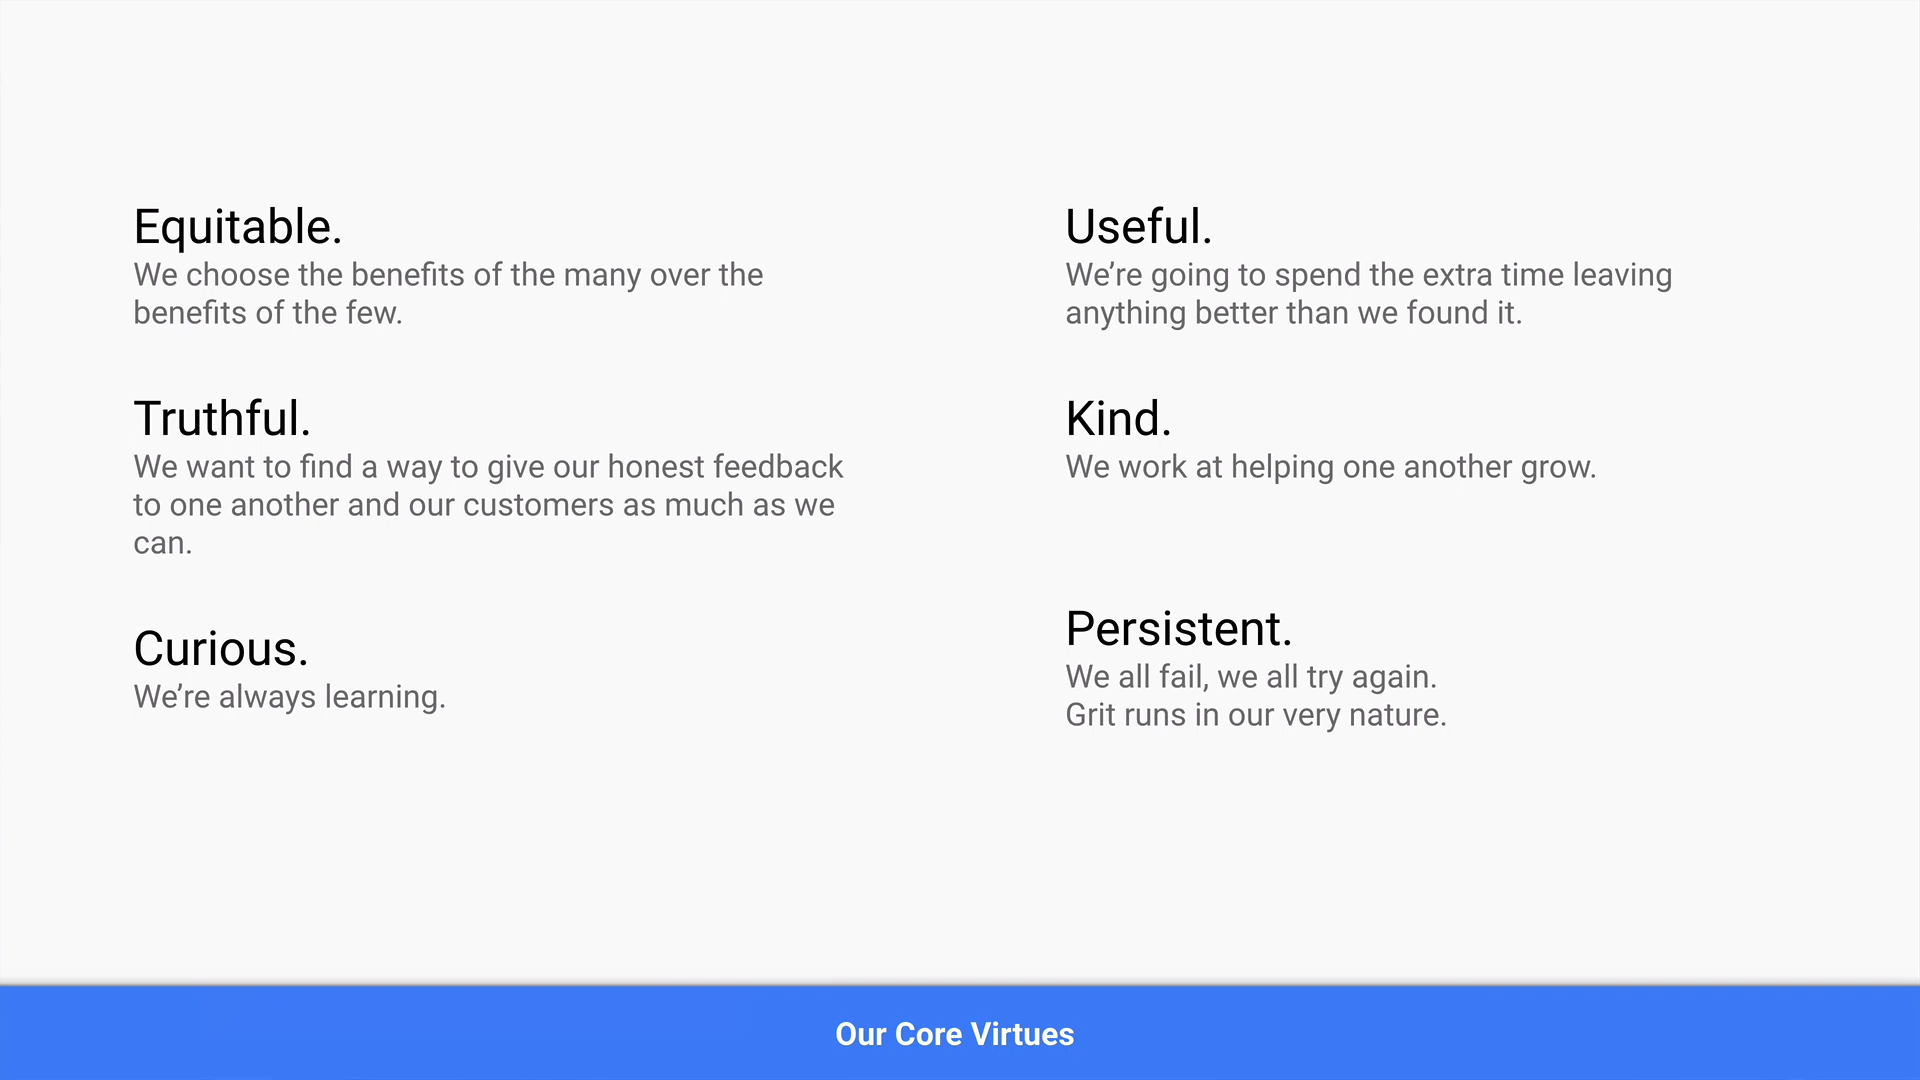 Equitable.
We choose the benefits of the many over the
benefits of the few.
Truthful.
We want to find a way to give our honest feedback
to one another and our customers as much as we
can.
Curious.
We’re always learning.
Useful.
We’re going to spend the extra time leaving
anything better than we found it.
Kind.
We work at helping one another grow.
Persistent.
We all fail, we all try again.
Grit runs in our very nature.
Our Core Virtues